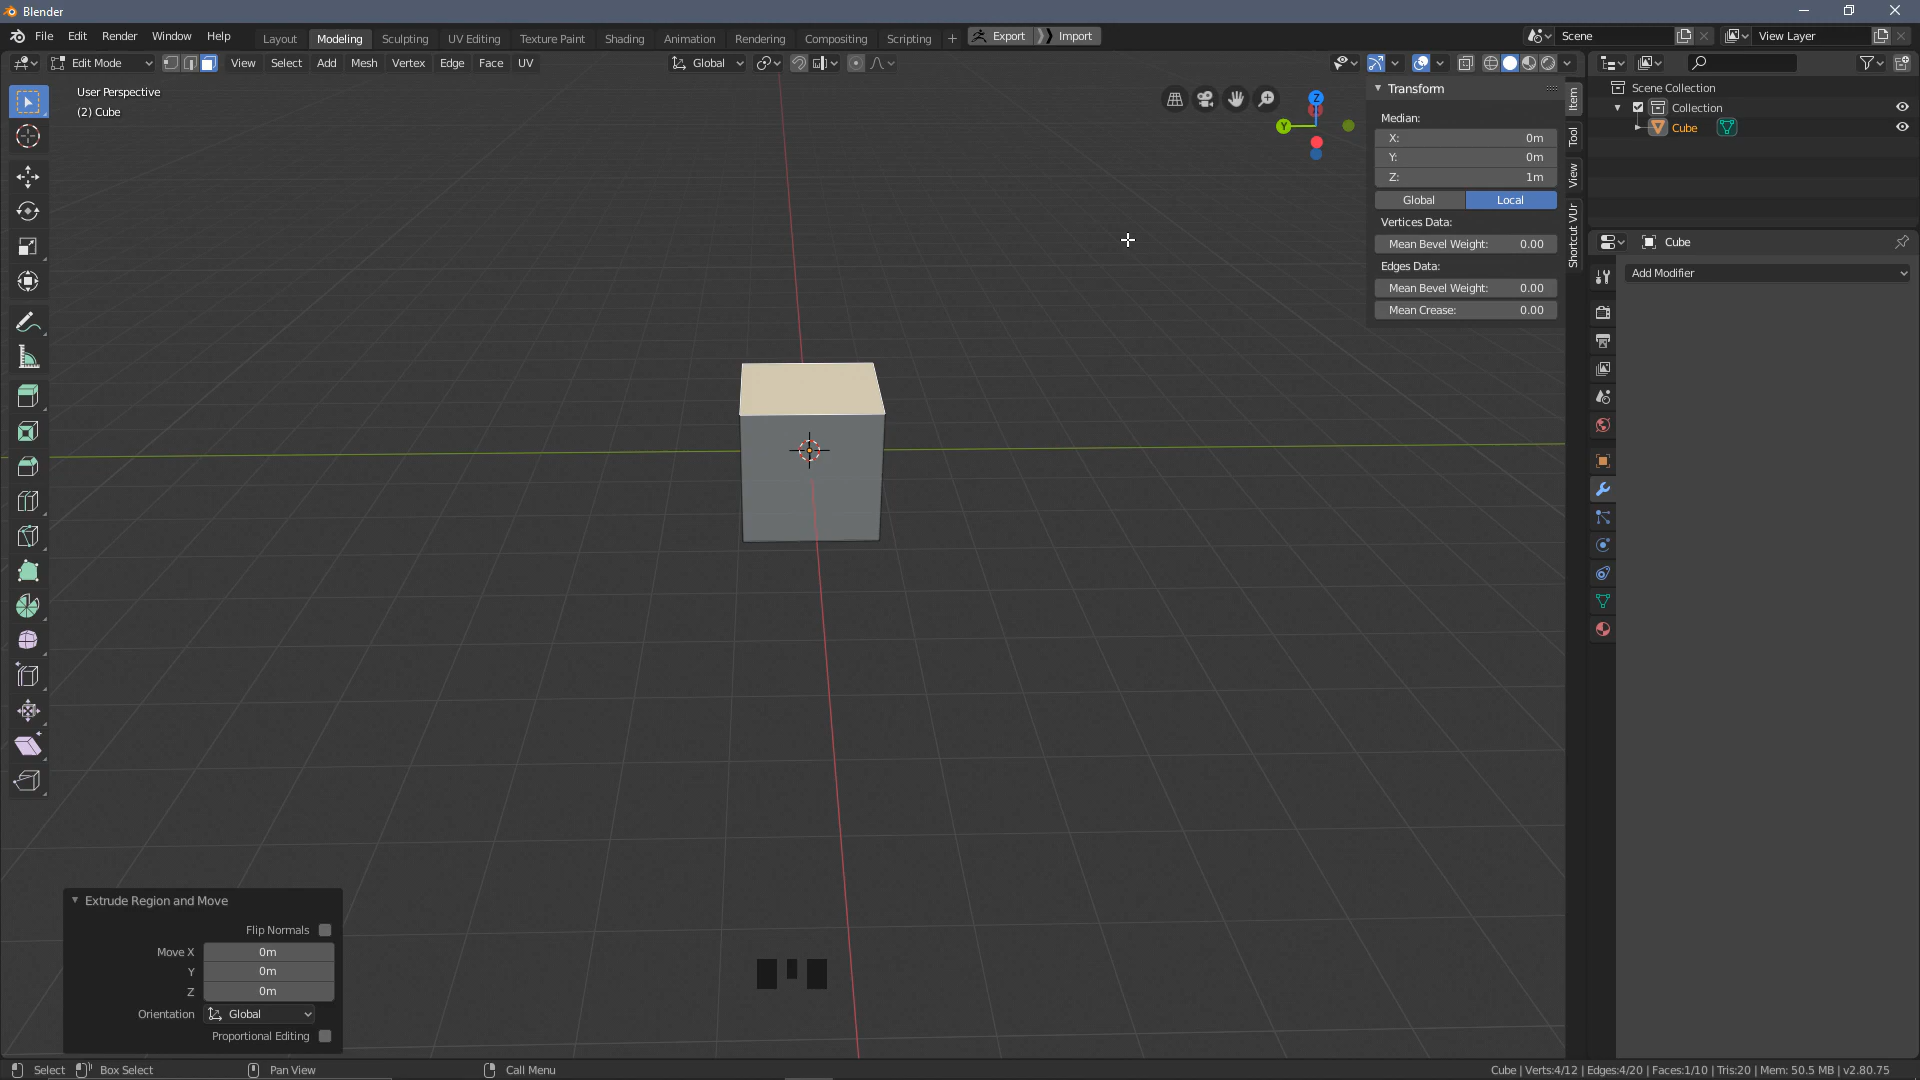 Blender
File Edit Render Window Help
Layout Modeling Sculpting UV Editing Texture Paint Shading Animation Rendering Compositing Scripting + Export Import Scene View Layer
Edit Mode View Select Add Mesh Vertex Edge Face UV Global
User Perspective
(2) Cube
Z
Y
Transform
Median:
X: 0m
Y: 0m
Z: 1m
Global Local
Vertices Data:
Mean Bevel Weight: 0.00
Edges Data:
Mean Bevel Weight: 0.00
Mean Crease: 0.00
Item
Tool
View
Shortcut VUr
Scene Collection
Collection
Cube
Cube
Add Modifier
Extrude Region and Move
Flip Normals
Move X 0m
Y 0m
Z 0m
Orientation Global
Proportional Editing
Select Box Select Pan View Call Menu Cube | Verts:4/12 | Edges:4/20 | Faces:1/10 | Tris:20 | Mem: 50.5 MB | v2.80.75